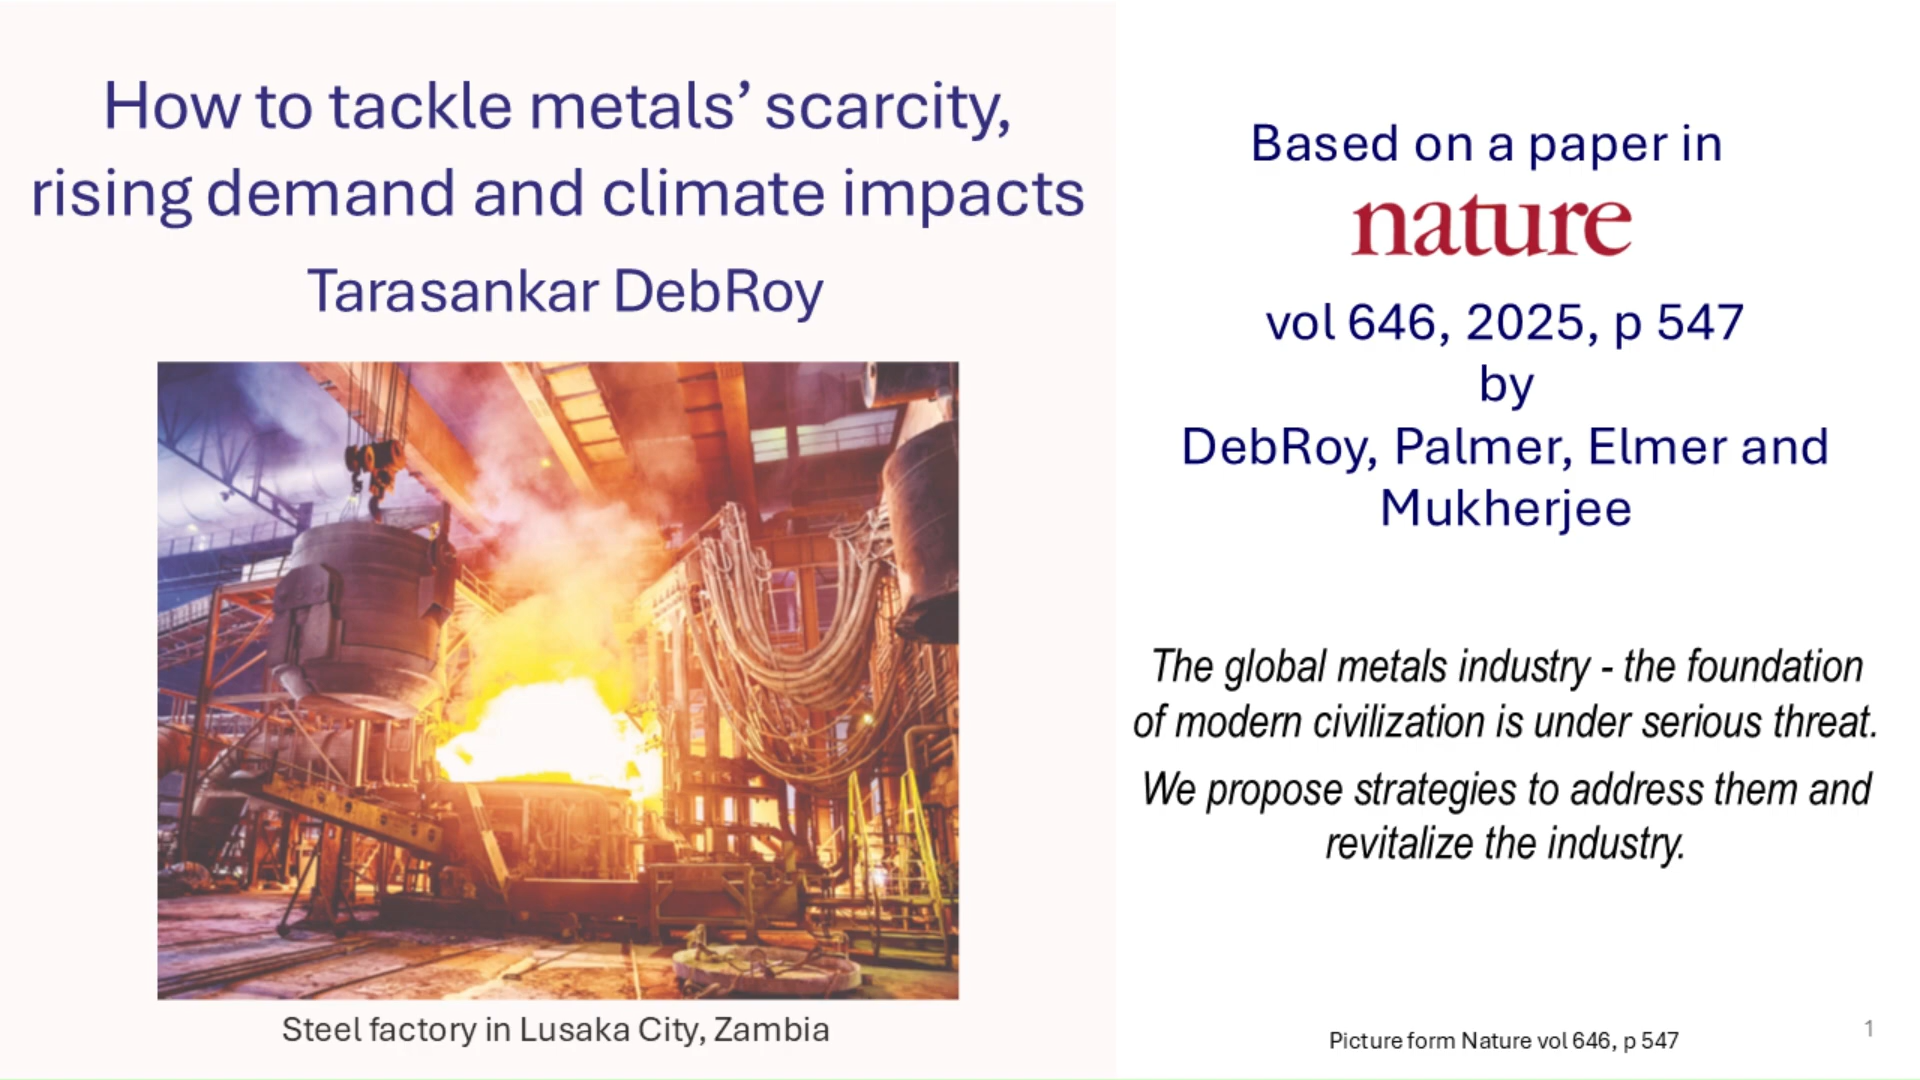 How to tackle metals’ scarcity,
rising demand and climate impacts
Tarasankar DebRoy
Steel factory in Lusaka City, Zambia
Based on a paper in
nature
vol 646, 2025, p 547
by
DebRoy, Palmer, Elmer and
Mukherjee
The global metals industry - the foundation
of modern civilization is under serious threat.
We propose strategies to address them and
revitalize the industry.
Picture form Nature vol 646, p 547
1